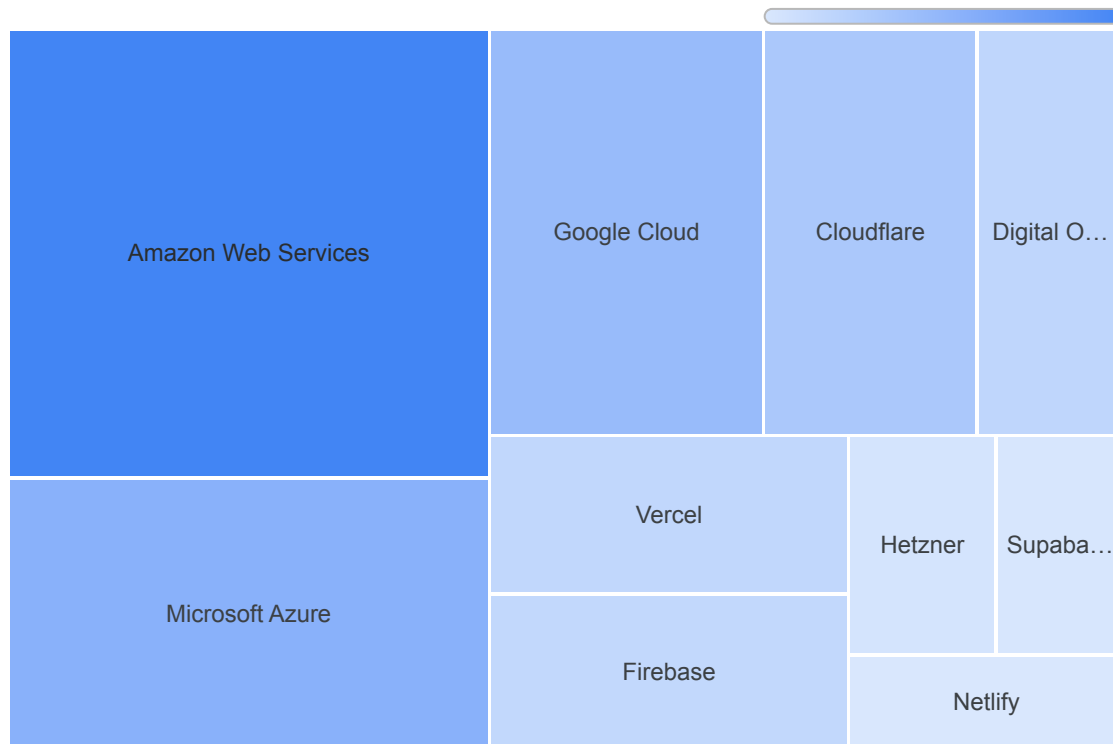 Amazon Web Services
Google Cloud
Cloudflare
Digital O…
Vercel
Hetzner
Supaba…
Microsoft Azure
Firebase
Netlify